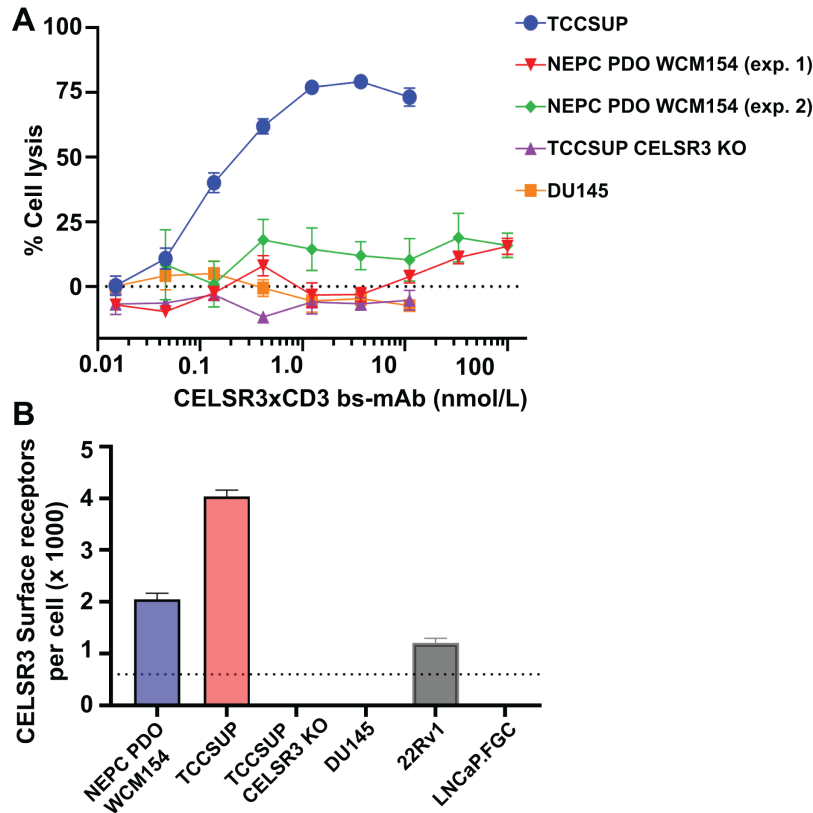 A
100
75
50
25
0
% Cell lysis
0.01
0.1
1.0
10
100
CELSR3xCD3 bs-mAb (nmol/L)
TCCSUP
NEPC PDO WCM154 (exp. 1)
NEPC PDO WCM154 (exp. 2)
TCCSUP CELSR3 KO
DU145
B
5
4
3
2
1
0
CELSR3 Surface receptors
per cell (x 1000)
NEPC PDO
WCM154
TCCSUP
TCCSUP
CELSR3 KO
DU145
22Rv1
LNCaP.FGC